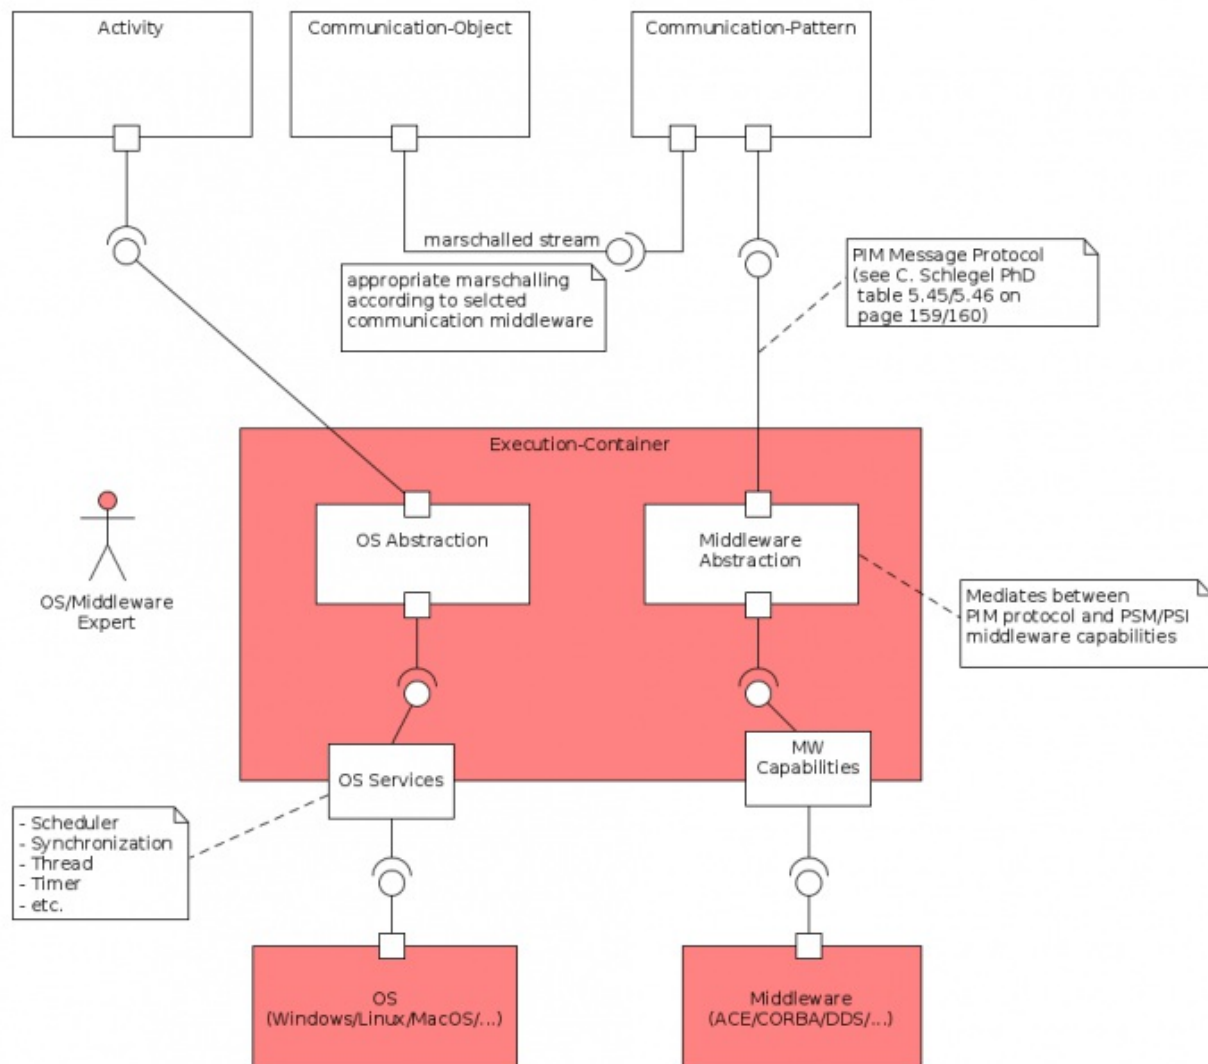 Activity
Communication-Object
Communication-Pattern
marschalled stream
appropriate marschalling
according to selcted
communication middleware
PIM Message Protocol
(see C. Schlegel PhD
table 5.45/5.46 on
page 159/160)
Execution-Container
OS/Middleware
Expert
OS Abstraction
Middleware
Abstraction
Mediates between
PIM protocol and PSM/PSI
middleware capabilities
OS Services
MW
Capabilities
- Scheduler
- Synchronization
- Thread
- Timer
- etc.
OS
(Windows/Linux/MacOS/...)
Middleware
(ACE/CORBA/DDS/...)